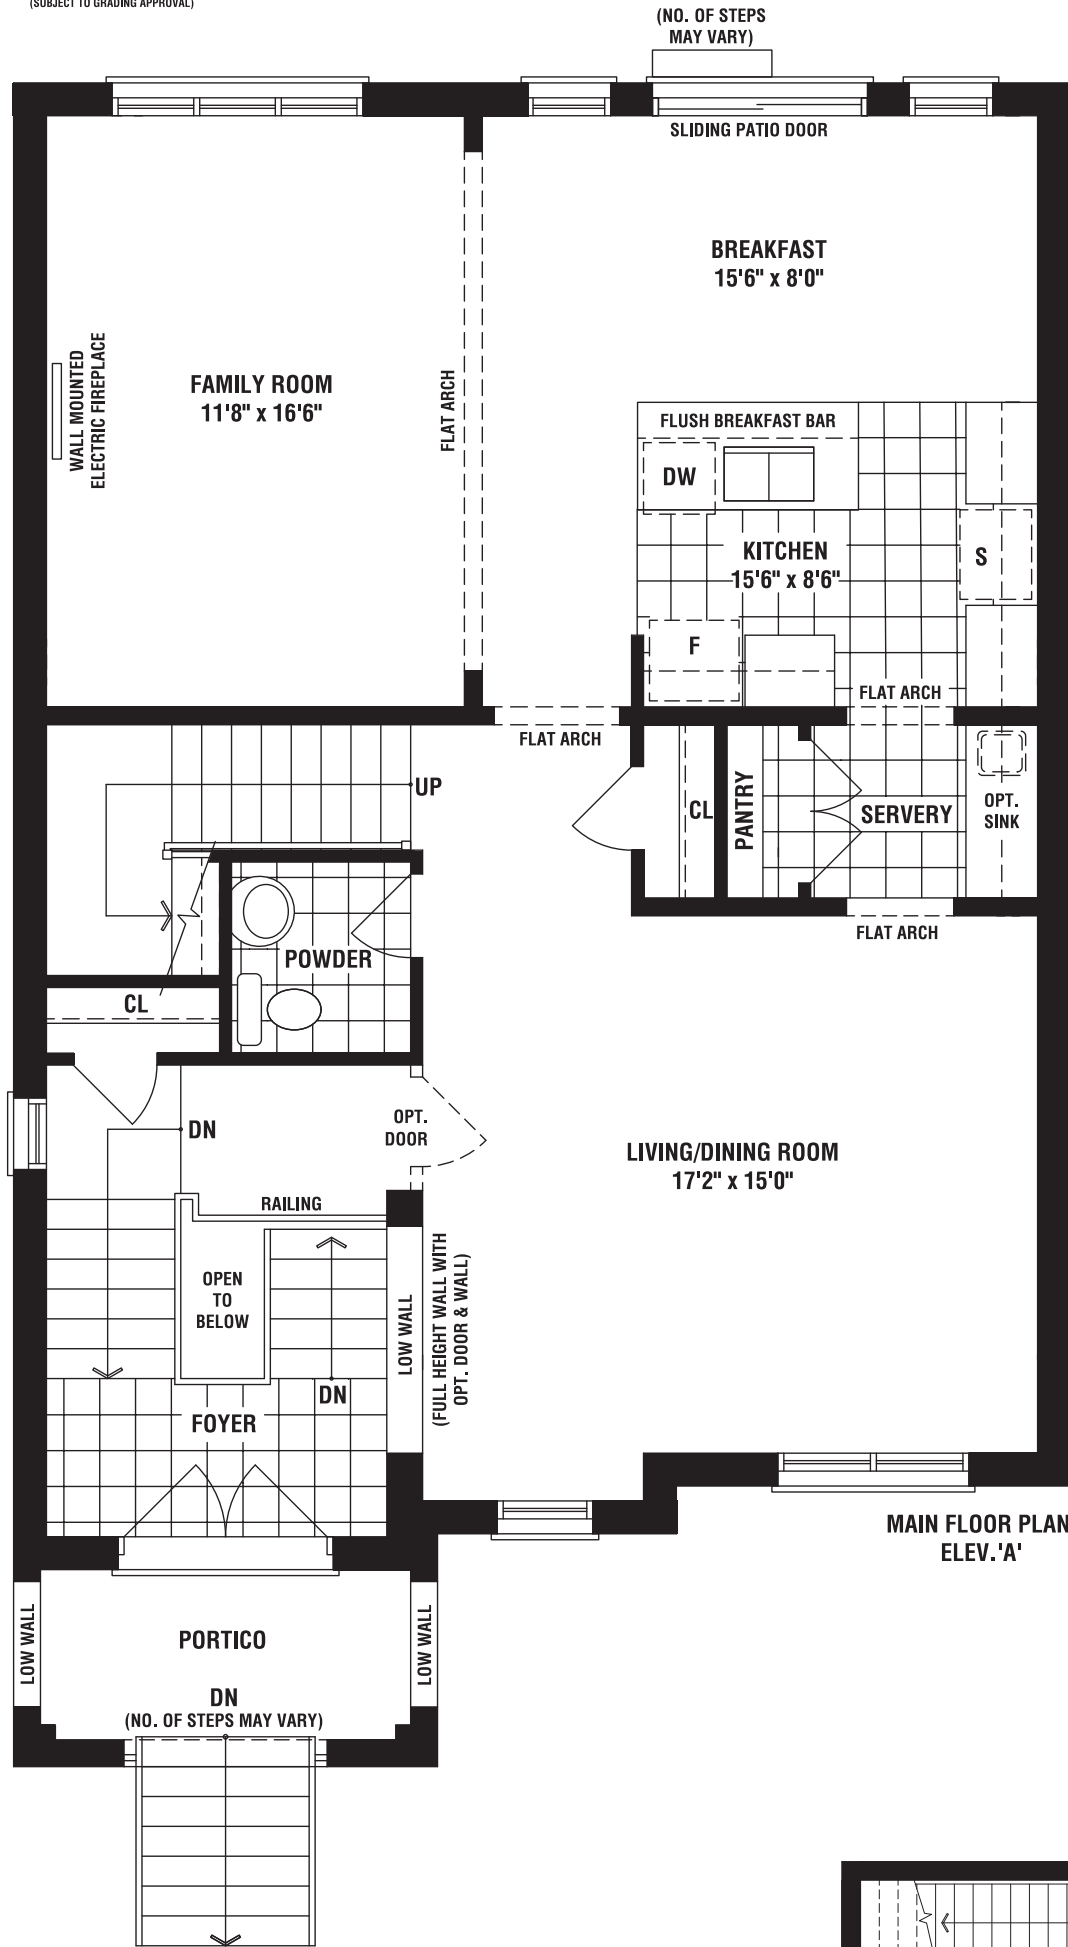 (SUBJECT TO GRADING APPROVAL)
(NO. OF STEPS
MAY VARY)
SLIDING PATIO DOOR
BREAKFAST
15'6" x 8'0"
WALL MOUNTED
ELECTRIC FIREPLACE
FAMILY ROOM
11'8" x 16'6"
FLAT ARCH
FLUSH BREAKFAST BAR
DW
KITCHEN
15'6" x 8'6"
S
F
FLAT ARCH
FLAT ARCH
UP
CL
PANTRY
SERVERY
OPT.
SINK
FLAT ARCH
POWDER
CL
DN
OPT.
DOOR
LIVING/DINING ROOM
17'2" x 15'0"
RAILING
OPEN
TO
BELOW
LOW WALL
(FULL HEIGHT WALL WITH
OPT. DOOR & WALL)
DN
FOYER
MAIN FLOOR PLAN
ELEV.'A'
LOW WALL
PORTICO
LOW WALL
DN
(NO. OF STEPS MAY VARY)